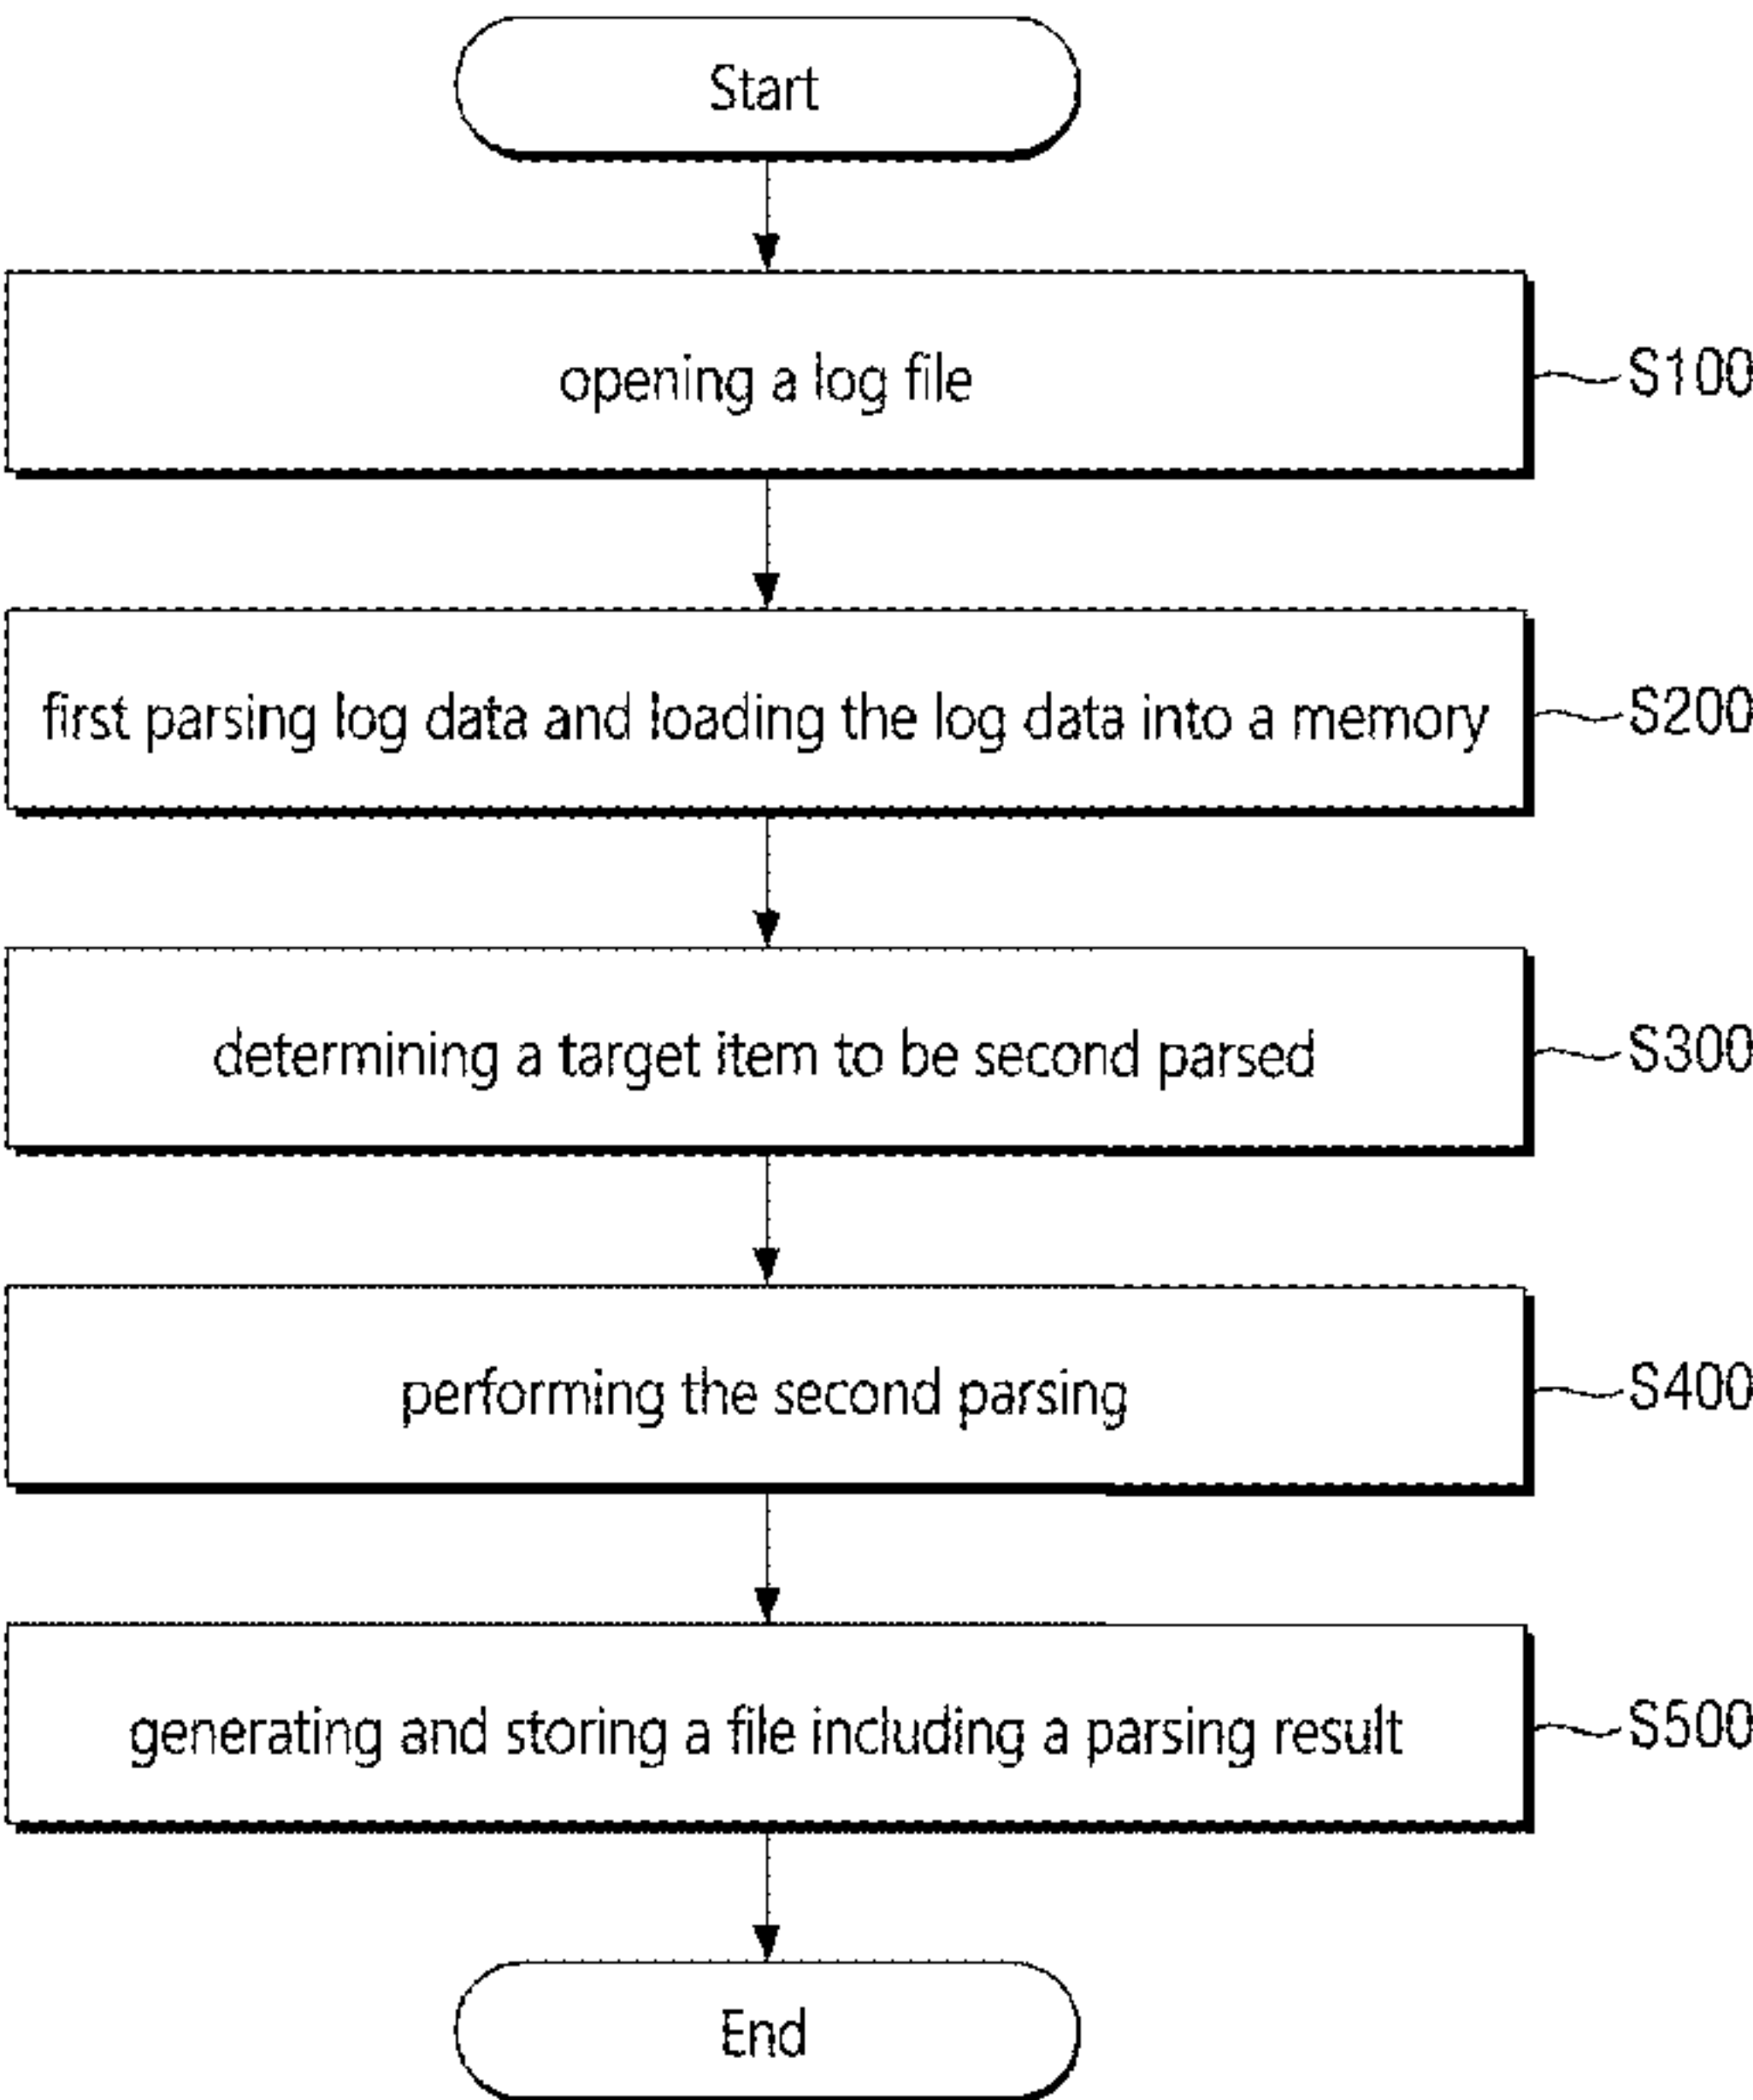 Start
opening a log file
S100
first parsing log data and loading the log data into a memory
S200
determining a target item to be second parsed
S300
performing the second parsing
S400
generating and storing a file including a parsing result
S500
End